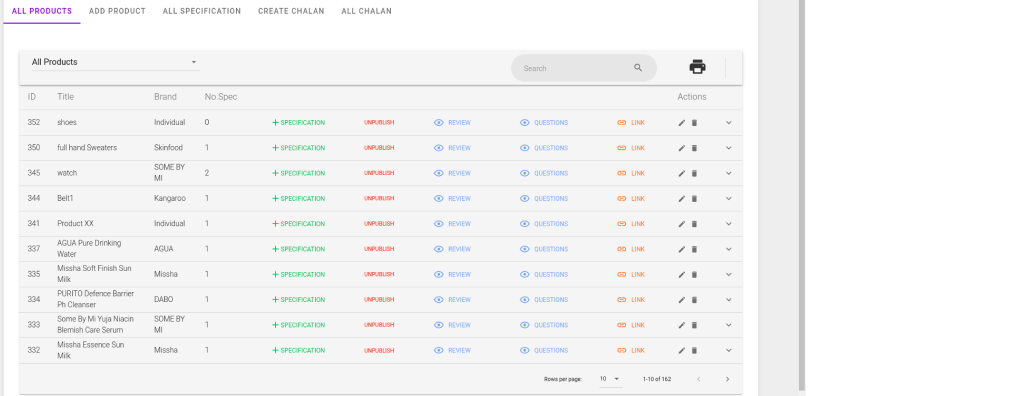 ALL PRODUCTS ADD PRODUCT ALL SPECIFICATION CREATE CHALAN ALL CHALAN
All Products Search
ID Title Brand No.Spec Actions
352 shoes Individual 0 + SPECIFICATION UNPUBLISH REVIEW QUESTIONS LINK
350 full hand Sweaters Skinfood 1 + SPECIFICATION UNPUBLISH REVIEW QUESTIONS LINK
345 watch SOME BY MI 2 + SPECIFICATION UNPUBLISH REVIEW QUESTIONS LINK
344 Belt1 Kangaroo 1 + SPECIFICATION UNPUBLISH REVIEW QUESTIONS LINK
341 Product XX Individual 1 + SPECIFICATION UNPUBLISH REVIEW QUESTIONS LINK
337 AGUA Pure Drinking Water AGUA 1 + SPECIFICATION UNPUBLISH REVIEW QUESTIONS LINK
335 Missha Soft Finish Sun Milk Missha 1 + SPECIFICATION UNPUBLISH REVIEW QUESTIONS LINK
334 PURITO Defence Barrier Ph Cleanser DABO 1 + SPECIFICATION UNPUBLISH REVIEW QUESTIONS LINK
333 Some By Mi Yuja Niacin Blemish Care Serum SOME BY MI 1 + SPECIFICATION UNPUBLISH REVIEW QUESTIONS LINK
332 Missha Essence Sun Milk Missha 1 + SPECIFICATION UNPUBLISH REVIEW QUESTIONS LINK
Rows per page: 10 1-10 of 162